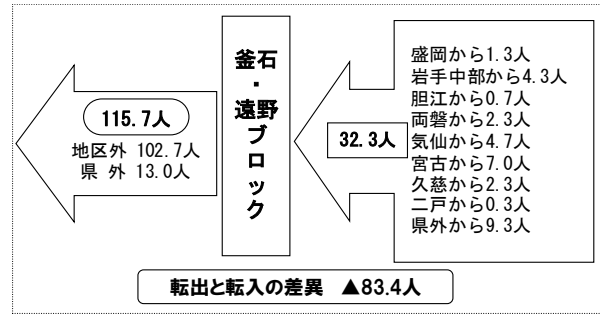 115.7人
地区外 102.7人
県 外 13.0人
釜石・遠野ブロック
32.3人
盛岡から1.3人
岩手中部から4.3人
胆江から0.7人
両磐から2.3人
気仙から4.7人
宮古から7.0人
久慈から2.3人
二戸から0.3人
県外から9.3人
転出と転入の差異 ▲83.4人